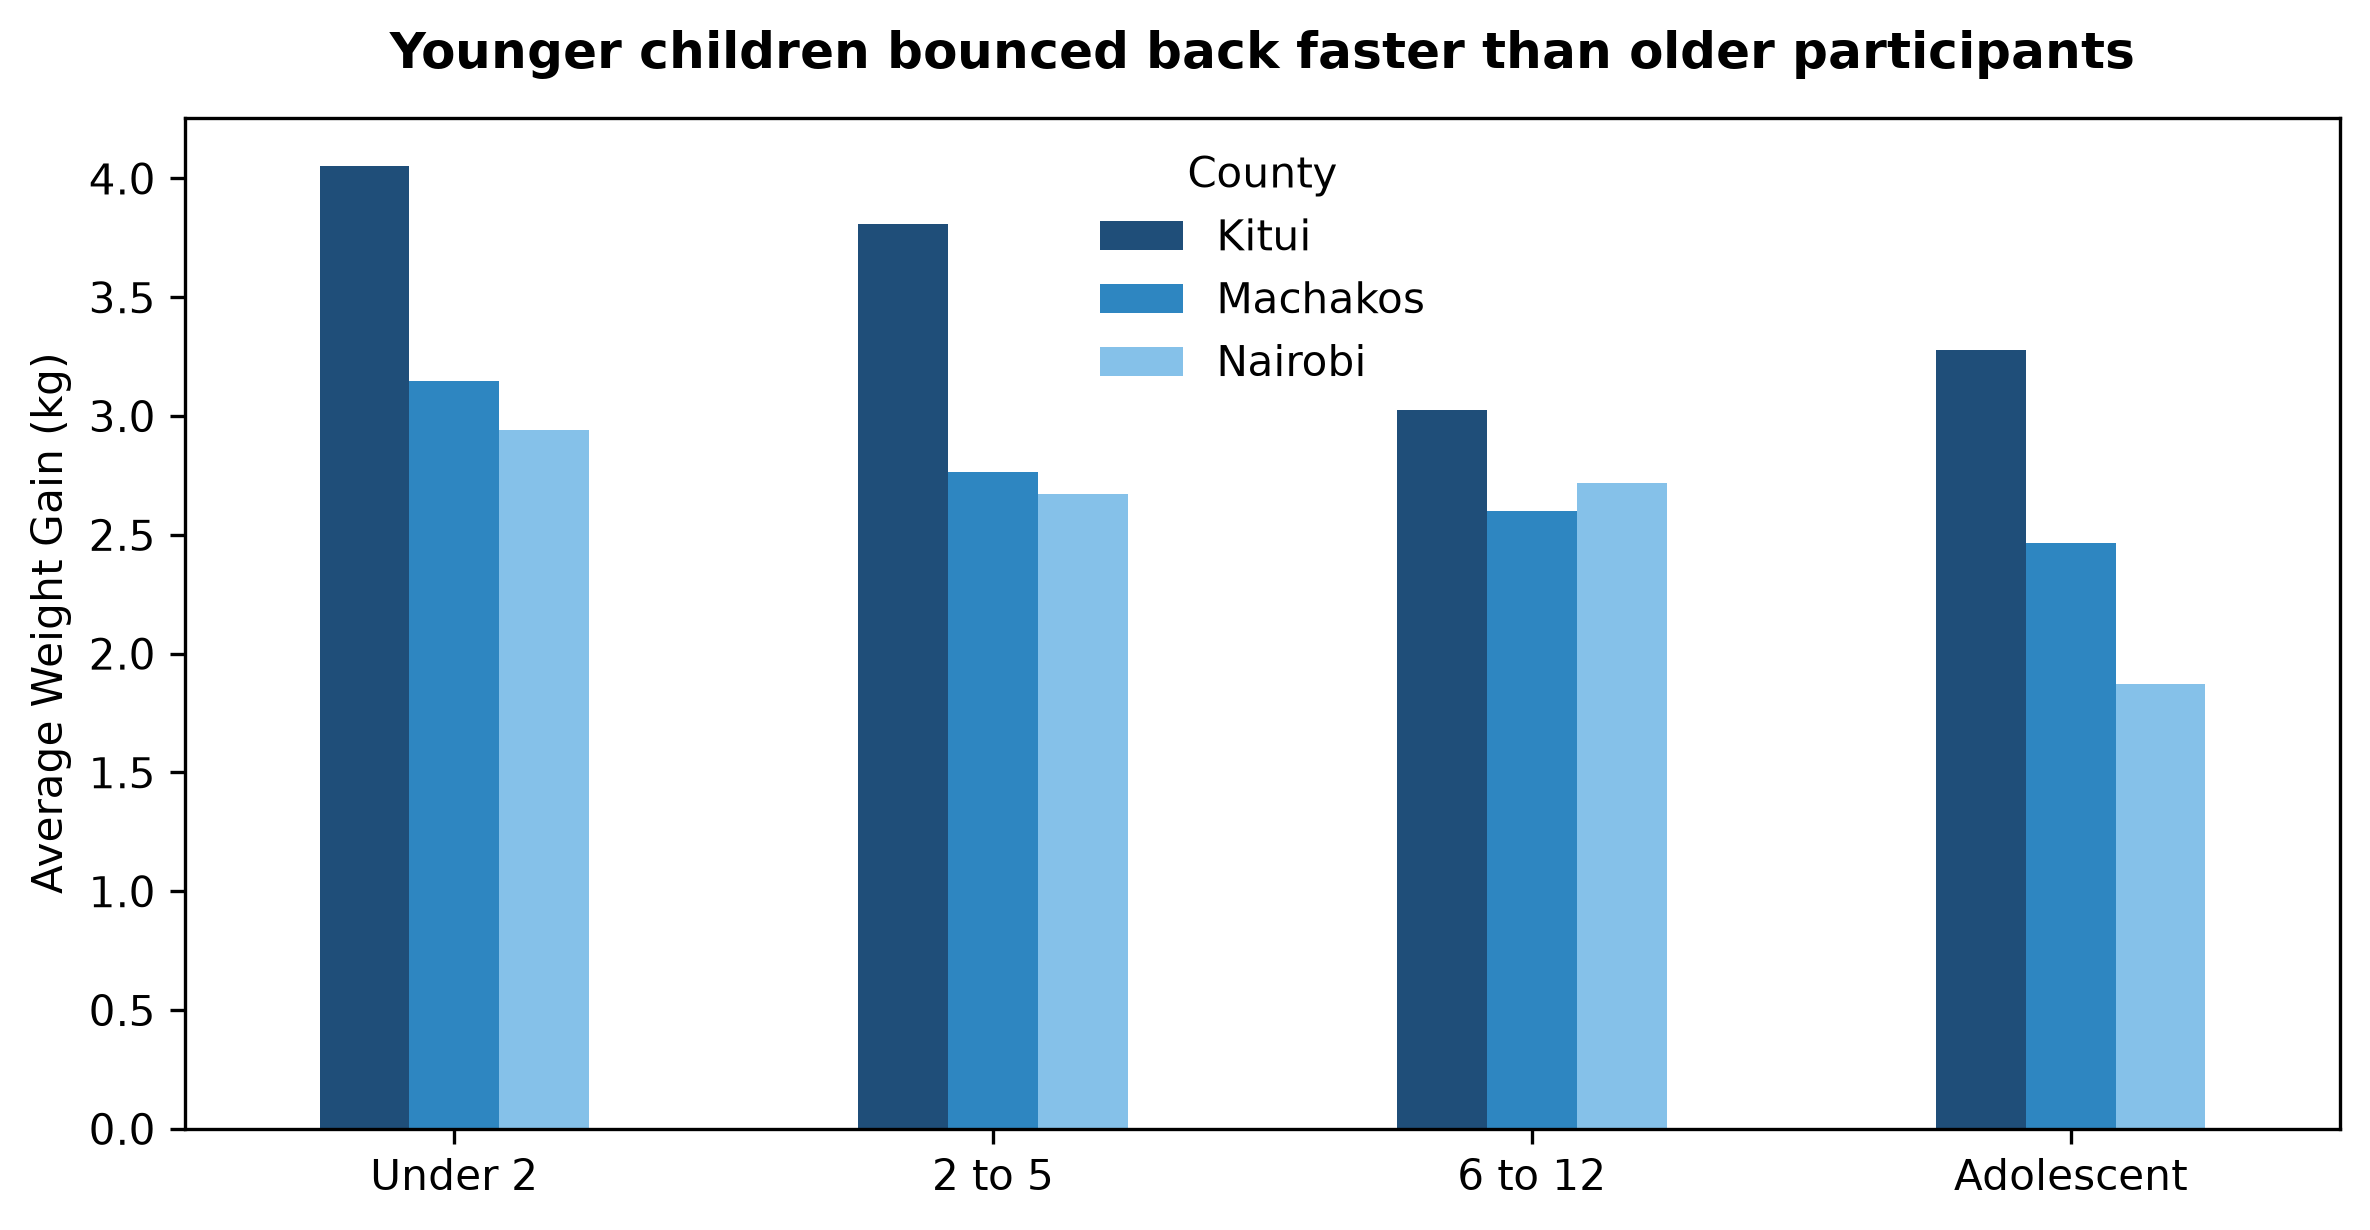 Younger children bounced back faster than older participants
Average Weight Gain (kg)
4.0
3.5
3.0
2.5
2.0
1.5
1.0
0.5
0.0
County
Kitui
Machakos
Nairobi
Under 2
2 to 5
6 to 12
Adolescent